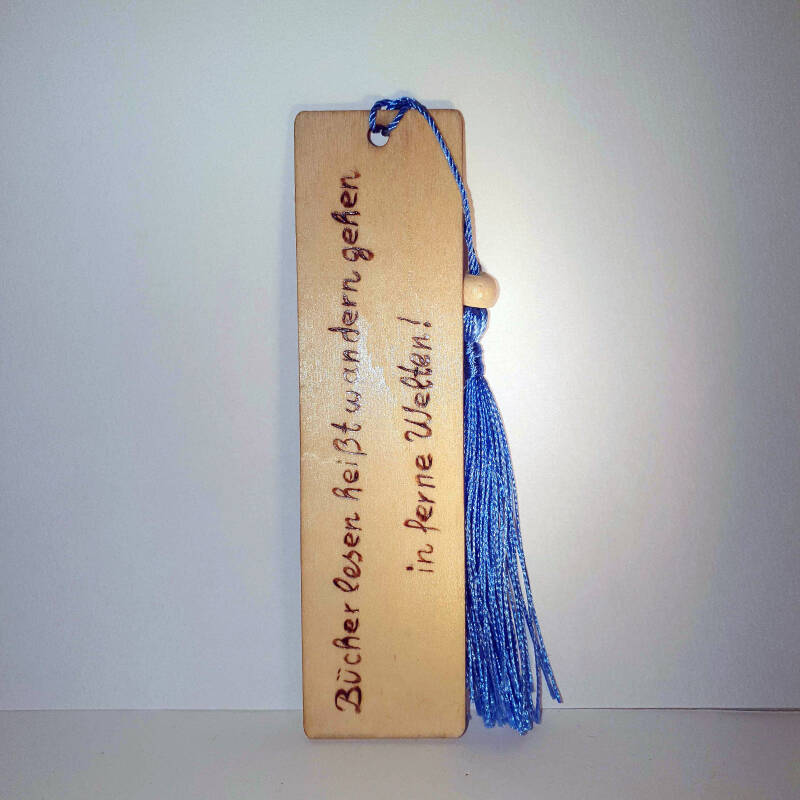 Bücher lesen heißt wandern gehen
in ferne Welten!